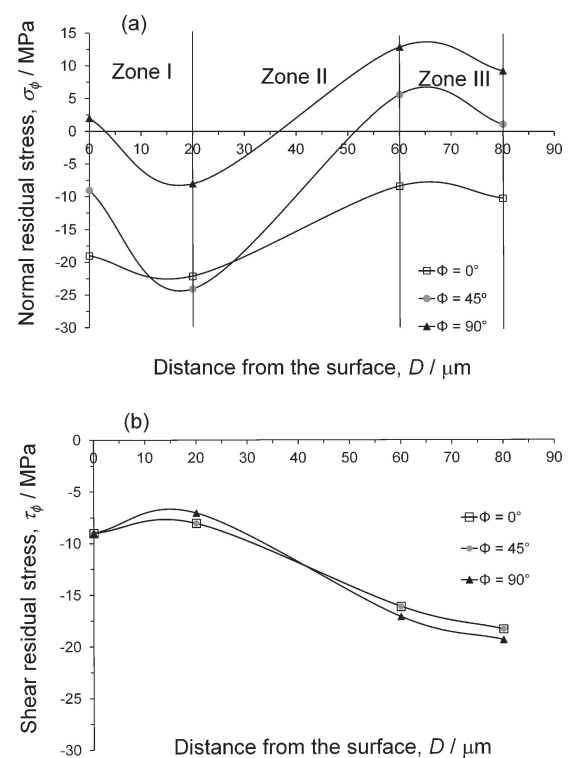 (a)
15
10
5
0
-5
-10
-15
-20
-25
-30
0 10 20 30 40 50 60 70 80 90
Zone I Zone II Zone III
Normal residual stress, σϕ / MPa
Φ = 0°
Φ = 45º
Φ = 90°
Distance from the surface, D / μm
(b)
0
-5
-10
-15
-20
-25
-30
0 10 20 30 40 50 60 70 80 90
Shear residual stress, τϕ / MPa
Φ = 0°
Φ = 45°
Φ = 90°
Distance from the surface, D / μm